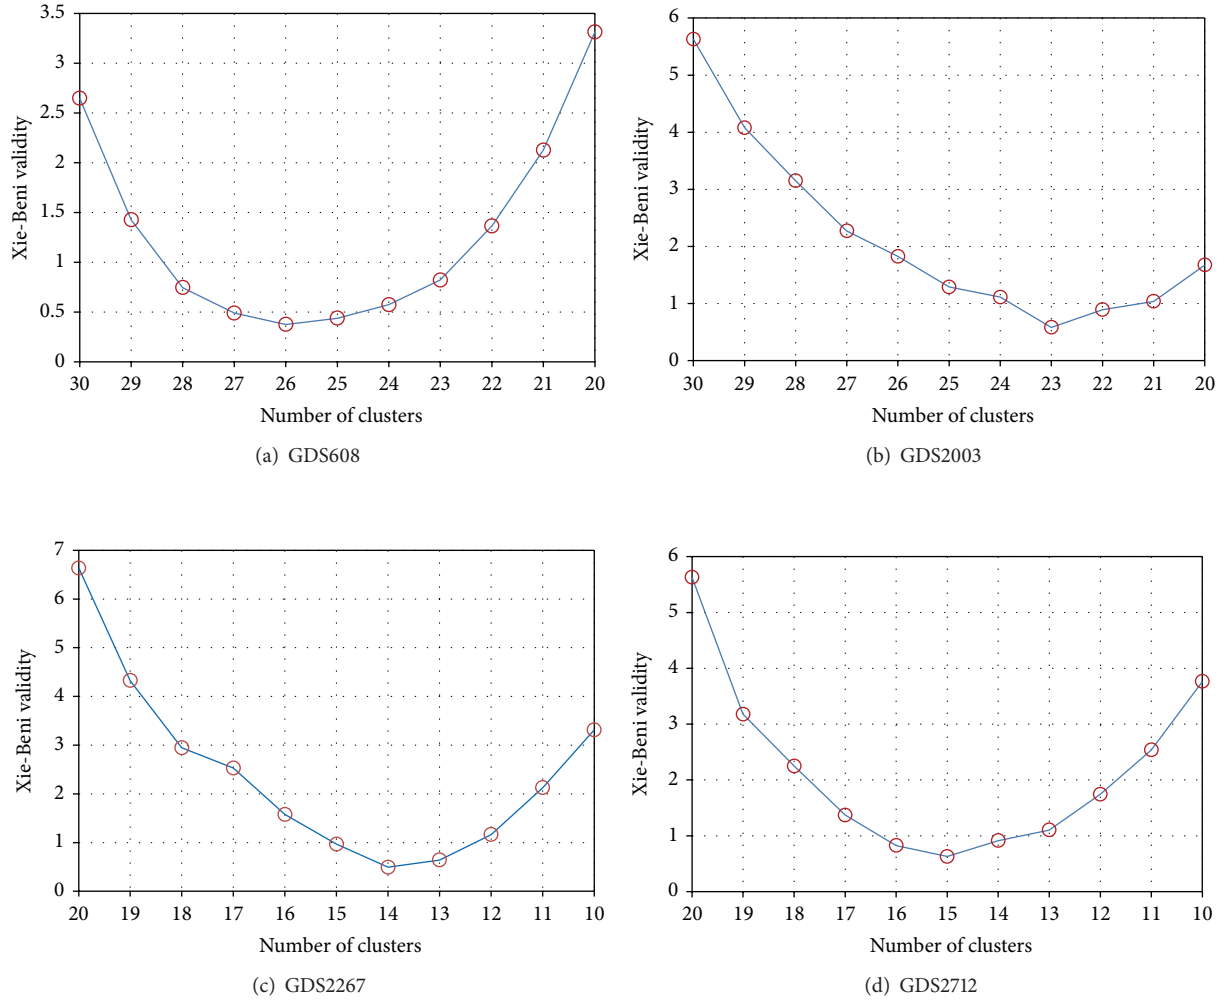 3.5
3
2.5
2
1.5
1
0.5
0
Xie-Beni validity
30 29 28 27 26 25 24 23 22 21 20
Number of clusters
(a) GDS608
6
5
4
3
2
1
0
Xie-Beni validity
30 29 28 27 26 25 24 23 22 21 20
Number of clusters
(b) GDS2003
7
6
5
4
3
2
1
0
Xie-Beni validity
20 19 18 17 16 15 14 13 12 11 10
Number of clusters
(c) GDS2267
6
5
4
3
2
1
0
Xie-Beni validity
20 19 18 17 16 15 14 13 12 11 10
Number of clusters
(d) GDS2712